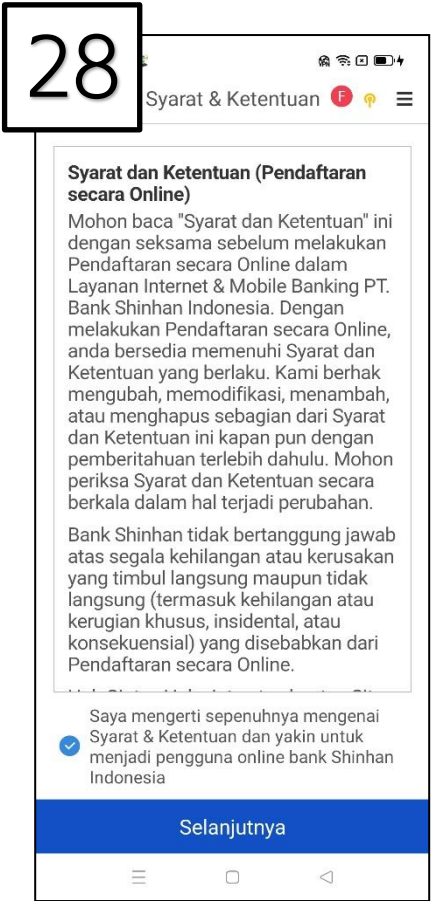 28
Syarat & Ketentuan F
Syarat dan Ketentuan (Pendaftaran
secara Online)
Mohon baca "Syarat dan Ketentuan" ini
dengan seksama sebelum melakukan
Pendaftaran secara Online dalam
Layanan Internet & Mobile Banking PT.
Bank Shinhan Indonesia. Dengan
melakukan Pendaftaran secara Online,
anda bersedia memenuhi Syarat dan
Ketentuan yang berlaku. Kami berhak
mengubah, memodifikasi, menambah,
atau menghapus sebagian dari Syarat
dan Ketentuan ini kapan pun dengan
pemberitahuan terlebih dahulu. Mohon
periksa Syarat dan Ketentuan secara
berkala dalam hal terjadi perubahan.
Bank Shinhan tidak bertanggung jawab
atas segala kehilangan atau kerusakan
yang timbul langsung maupun tidak
langsung (termasuk kehilangan atau
kerugian khusus, insidental, atau
konsekuensial) yang disebabkan dari
Pendaftaran secara Online.
Saya mengerti sepenuhnya mengenai
Syarat & Ketentuan dan yakin untuk
menjadi pengguna online bank Shinhan
Indonesia
Selanjutnya